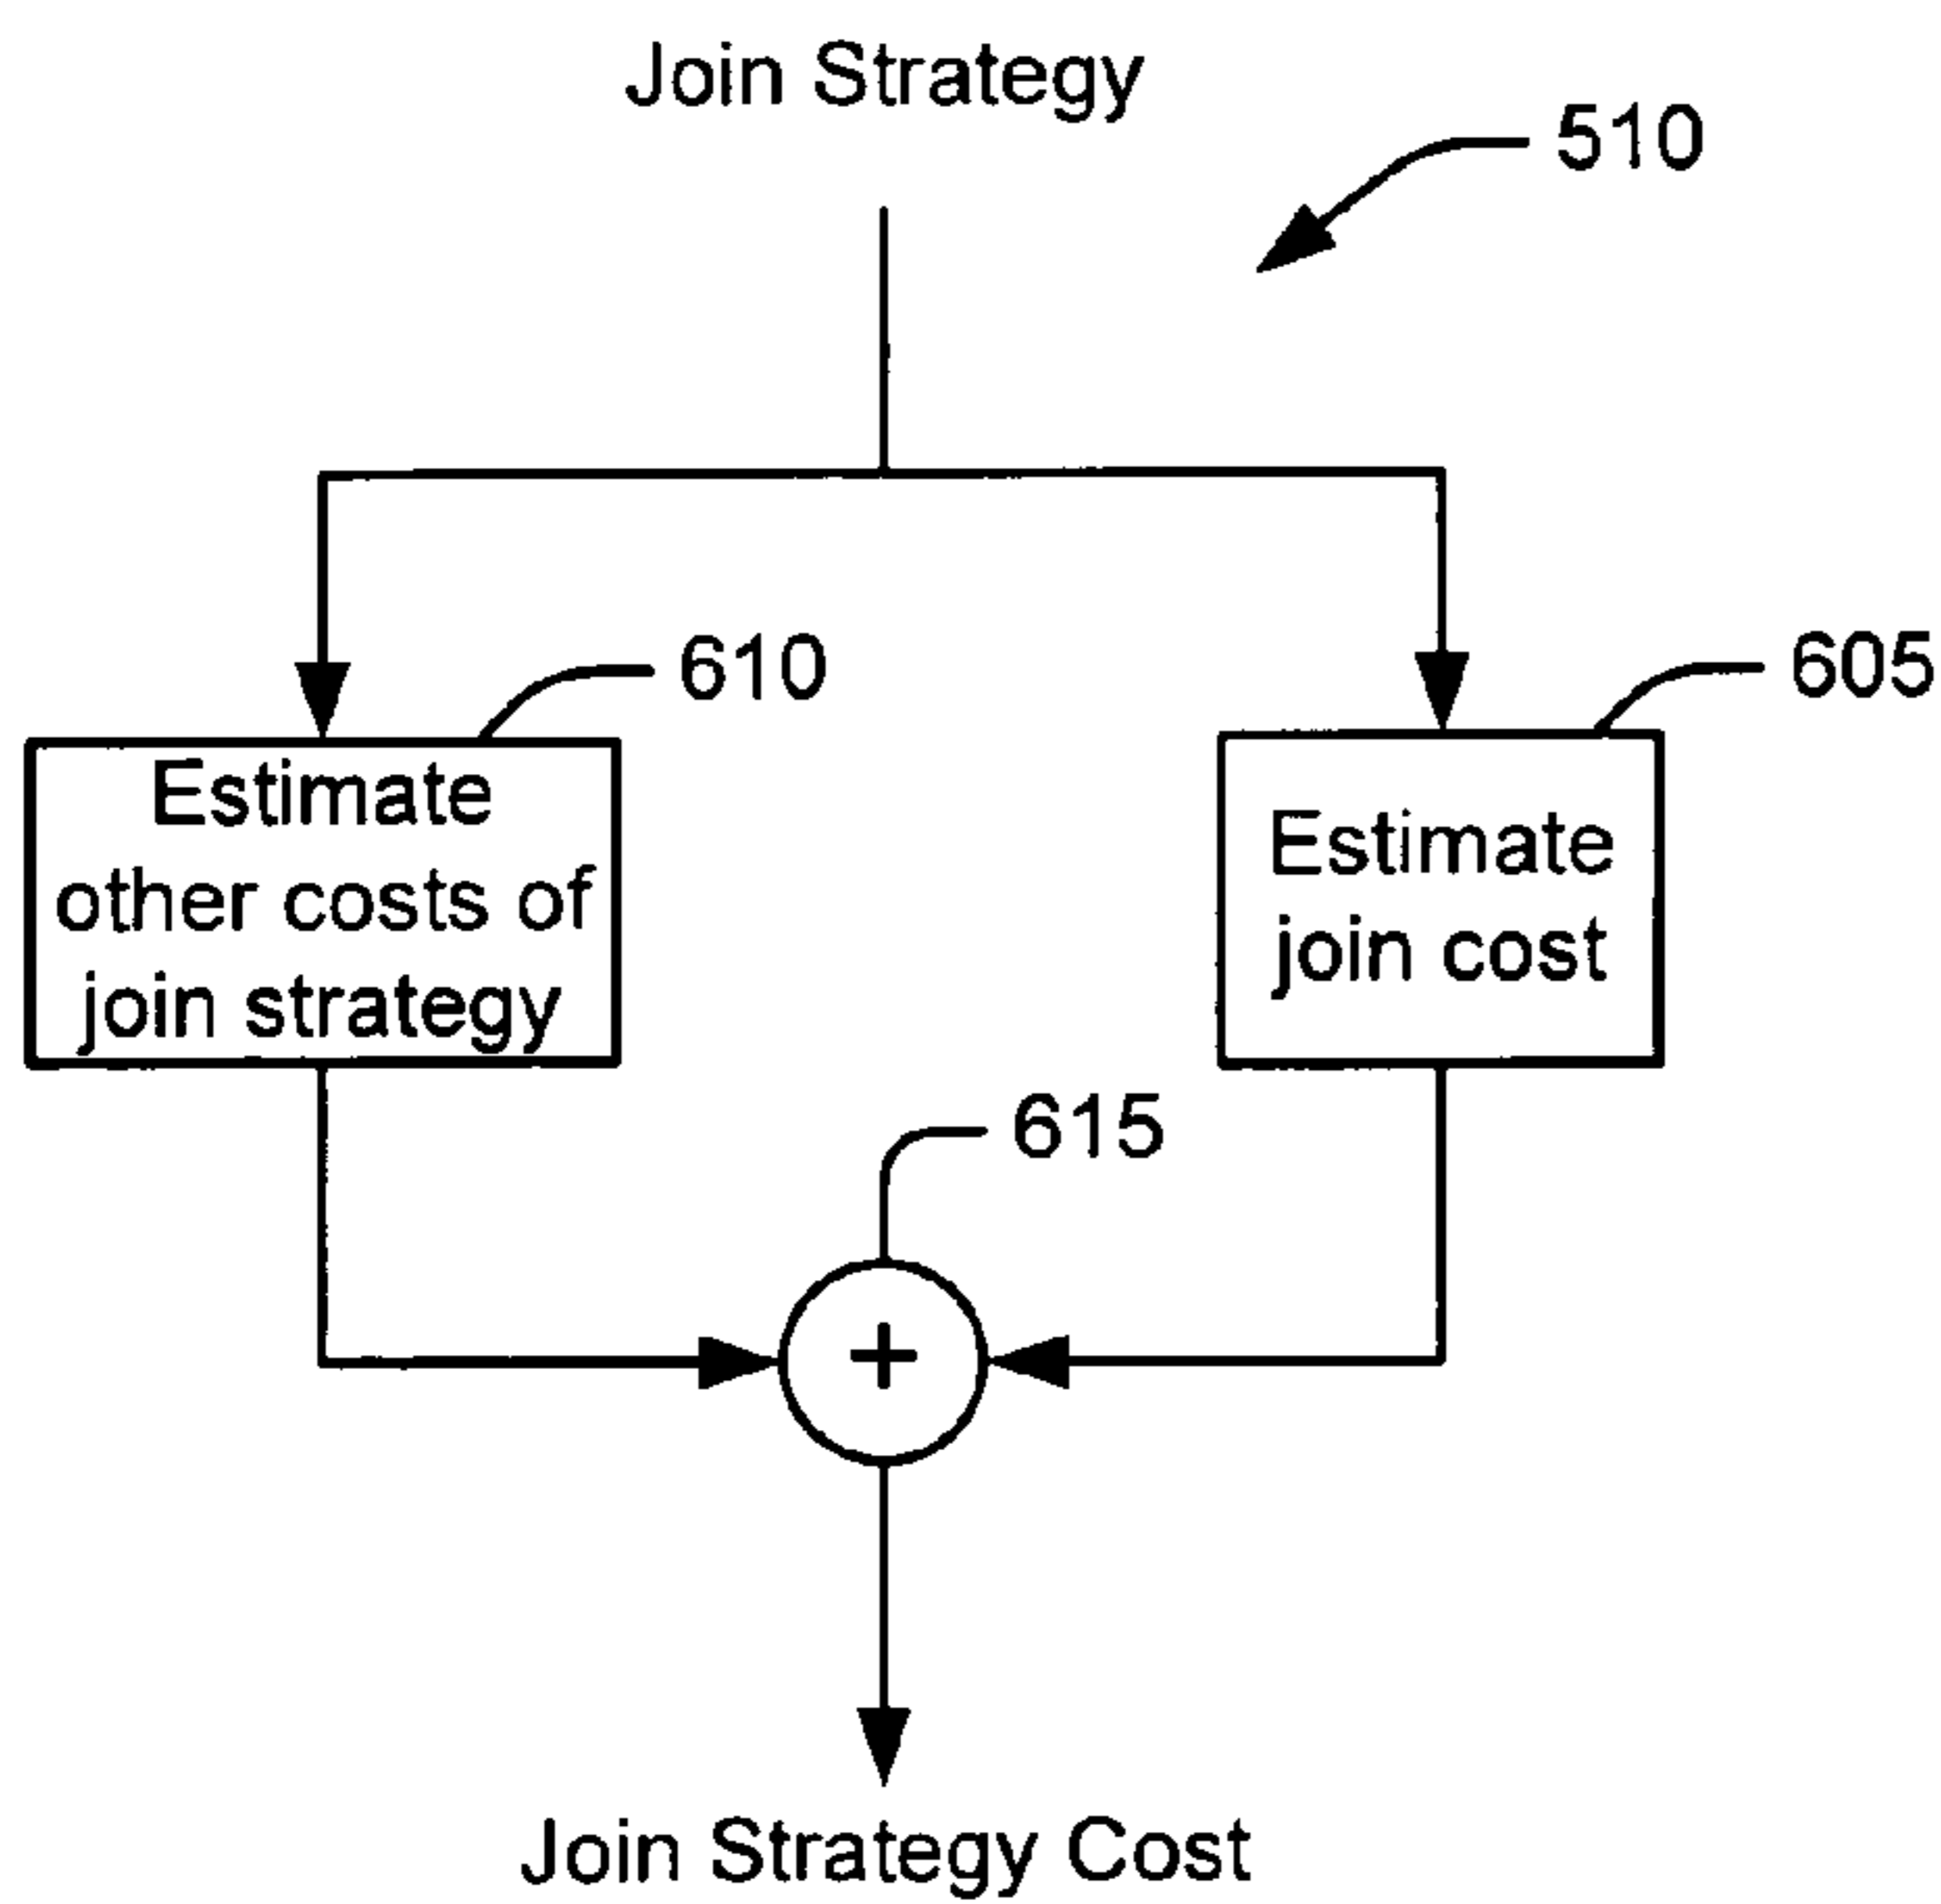 Join Strategy
510
610
605
Estimate
other costs of
join strategy
Estimate
join cost
615
+
Join Strategy Cost